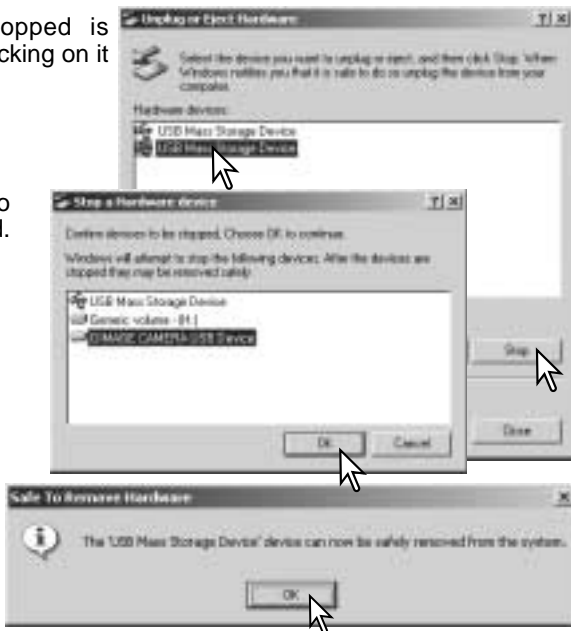 opped is
cking on it
o
.
Unplug or Eject Hardware
Select the device you want to unplug or eject, and then click Stop. When
Windows notifies you that it is safe to do so unplug the device from your
computer.
Hardware devices:
USB Mass Storage Device
USB Mass Storage Device
Stop
Close
Stop a Hardware device
Confirm devices to be stopped, Choose OK to continue.
Windows will attempt to stop the following devices. After the devices are
stopped they may be removed safely.
USB Mass Storage Device
Generic volume -
CAMERA USB Device
OK
Cancel
Safe To Remove Hardware
The 'USB Mass Storage Device' device can now be safely removed from the system.
OK